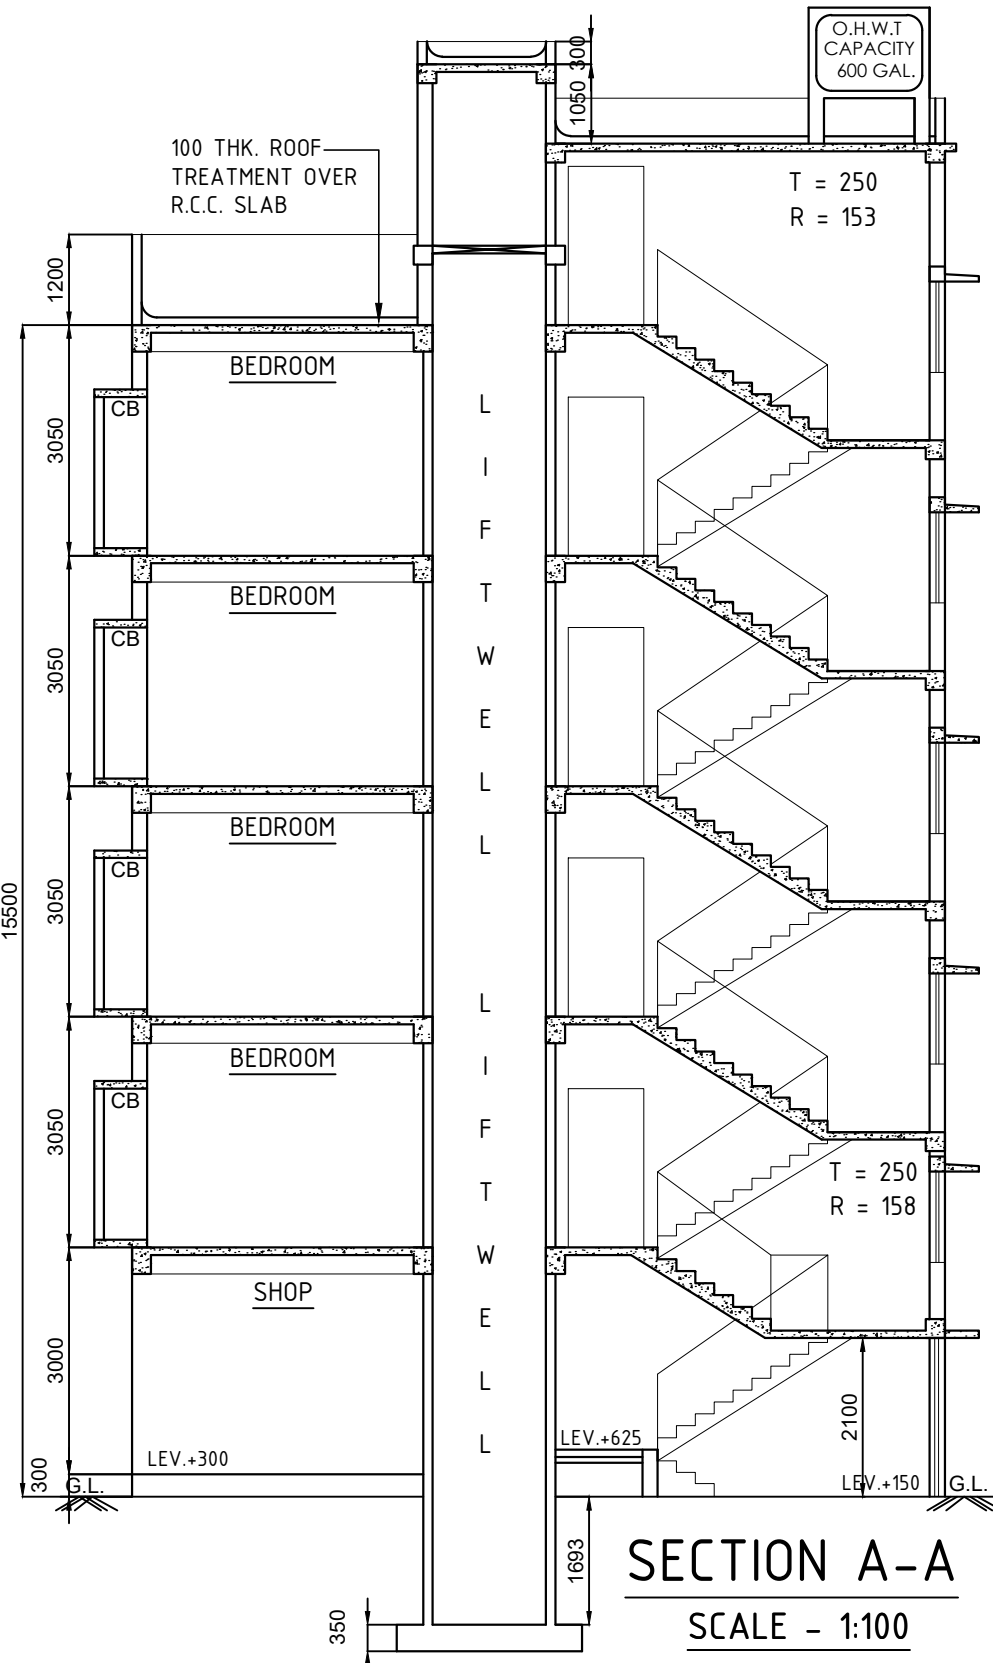 O.H.W.T
CAPACITY
600 GAL.
300
1050
100 THK. ROOF
TREATMENT OVER
R.C.C. SLAB
T = 250
R = 153
1200
BEDROOM
CB
3050
BEDROOM
CB
3050
BEDROOM
CB
3050
15500
BEDROOM
CB
3050
L
I
F
T
W
E
L
L
L
I
F
T
W
E
L
L
T = 250
R = 158
SHOP
3000
2100
LEV.+300
LEV.+625
LEV.+150
300
G.L.
G.L.
1693
350
SECTION A-A
SCALE - 1:100